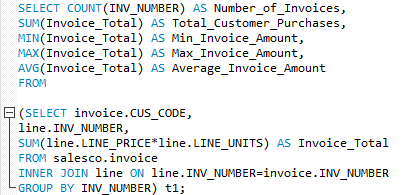 SELECT COUNT(INV_NUMBER) AS Number_of_Invoices,
SUM(Invoice_Total) AS Total_Customer_Purchases,
MIN(Invoice_Total) AS Min_Invoice_Amount,
MAX(Invoice_Total) AS Max_Invoice_Amount,
AVG(Invoice_Total) AS Average_Invoice_Amount
FROM
(SELECT invoice.CUS_CODE,
line.INV_NUMBER,
SUM(line.LINE_PRICE*line.LINE_UNITS) AS Invoice_Total
FROM salesco.invoice
INNER JOIN line ON line.INV_NUMBER=invoice.INV_NUMBER
GROUP BY INV_NUMBER) t1;